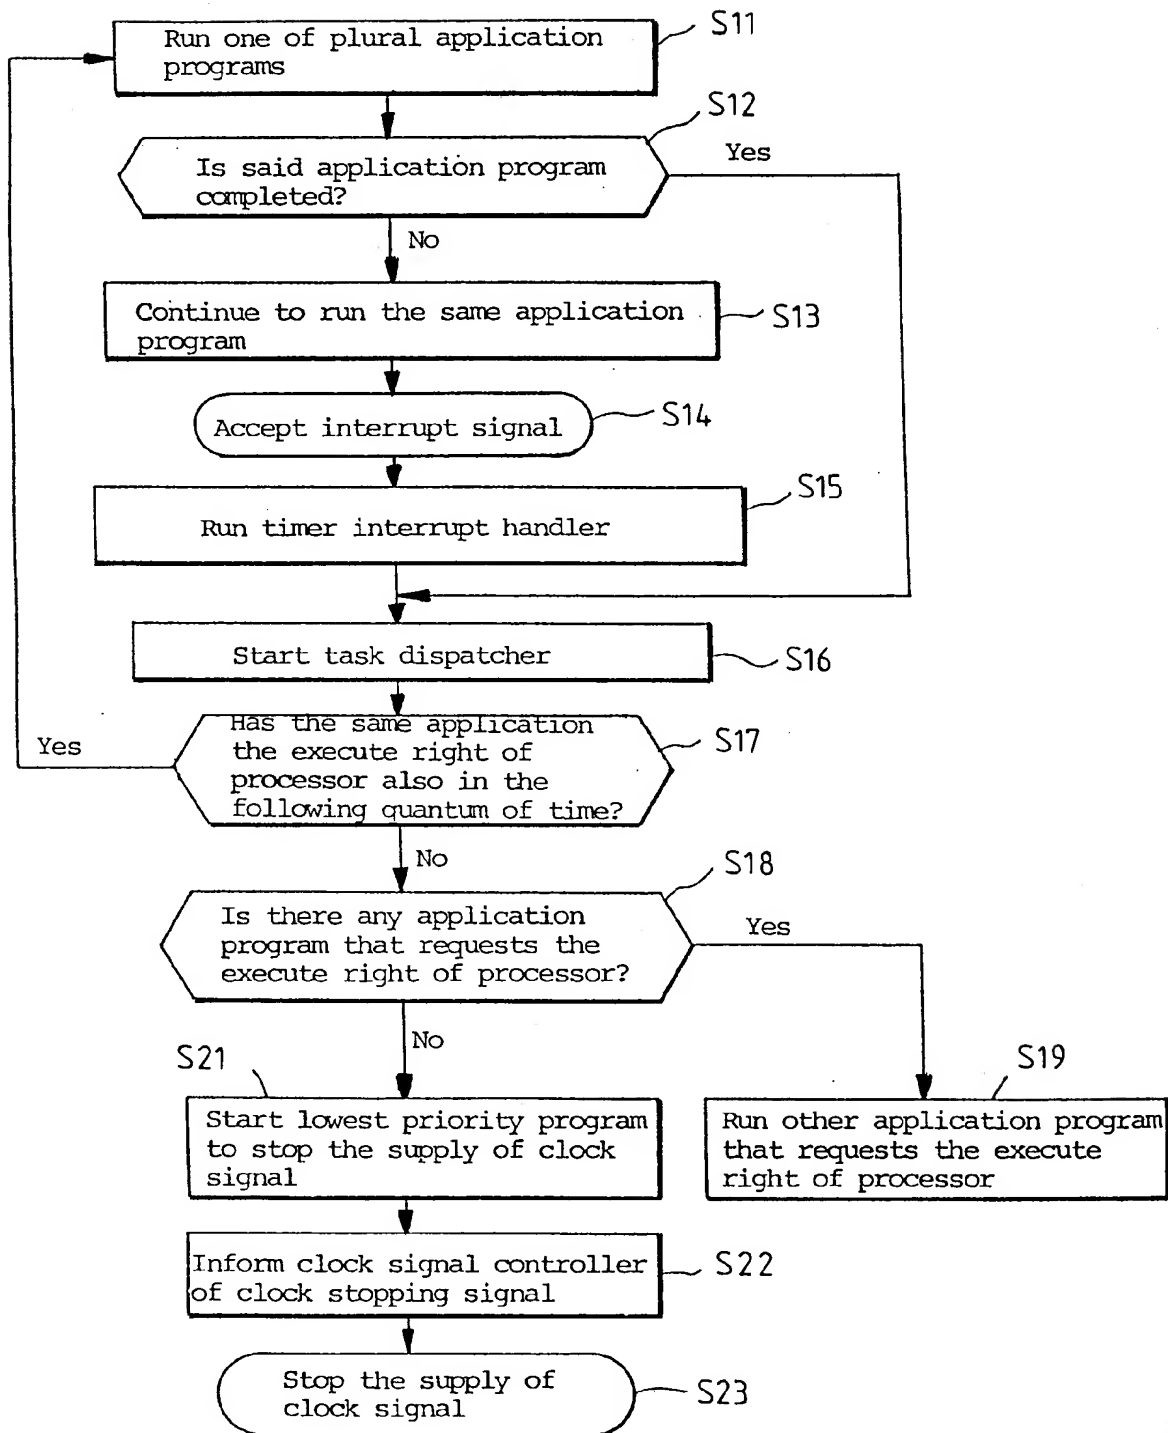 S11
Run one of plural application
programs
S12
Is said application program
completed?
Yes
No
Continue to run the same application
program
S13
Accept interrupt signal
S14
S15
Run timer interrupt handler
Start task dispatcher
S16
Has the same application
the execute right of
processor also in the
following quantum of time?
S17
Yes
No
S18
Is there any application
program that requests the
execute right of processor?
Yes
No
S21
Start lowest priority program
to stop the supply of clock
signal
S19
Run other application program
that requests the execute
right of processor
Inform clock signal controller
of clock stopping signal
S22
Stop the supply of
clock signal
S23